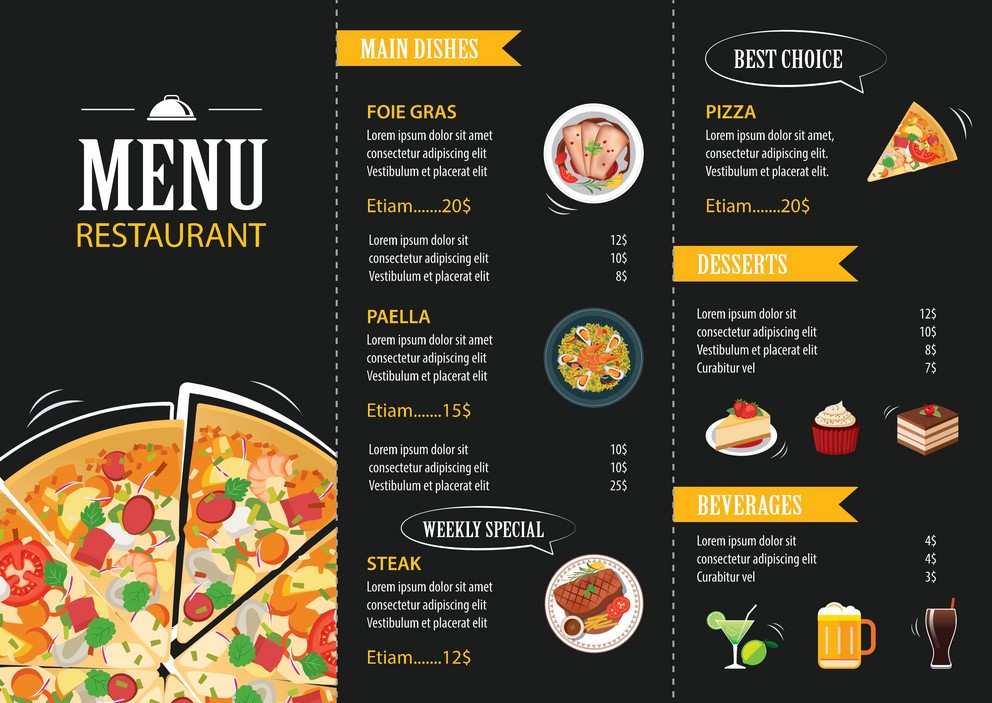 MENU
RESTAURANT
MAIN DISHES
FOIE GRAS
Lorem ipsum dolor sit amet
consectetur adipiscing elit
Vestibulum et placerat elit
Etiam.......20$
Lorem ipsum dolor sit 12$
consectetur adipiscing elit 10$
Vestibulum et placerat elit 8$
PAELLA
Lorem ipsum dolor sit amet
consectetur adipiscing elit
Vestibulum et placerat elit
Etiam.......15$
Lorem ipsum dolor sit 10$
consectetur adipiscing elit 10$
Vestibulum et placerat elit 25$
WEEKLY SPECIAL
STEAK
Lorem ipsum dolor sit amet
consectetur adipiscing elit
Vestibulum et placerat elit
Etiam.......12$
BEST CHOICE
PIZZA
Lorem ipsum dolor sit amet,
consectetur adipiscing elit.
Vestibulum et placerat elit.
Etiam.......20$
DESSERTS
Lorem ipsum dolor sit 12$
consectetur adipiscing elit 10$
Vestibulum et placerat elit 8$
Curabitur vel 7$
BEVERAGES
Lorem ipsum dolor sit 4$
consectetur adipiscing elit 4$
Curabitur vel 3$